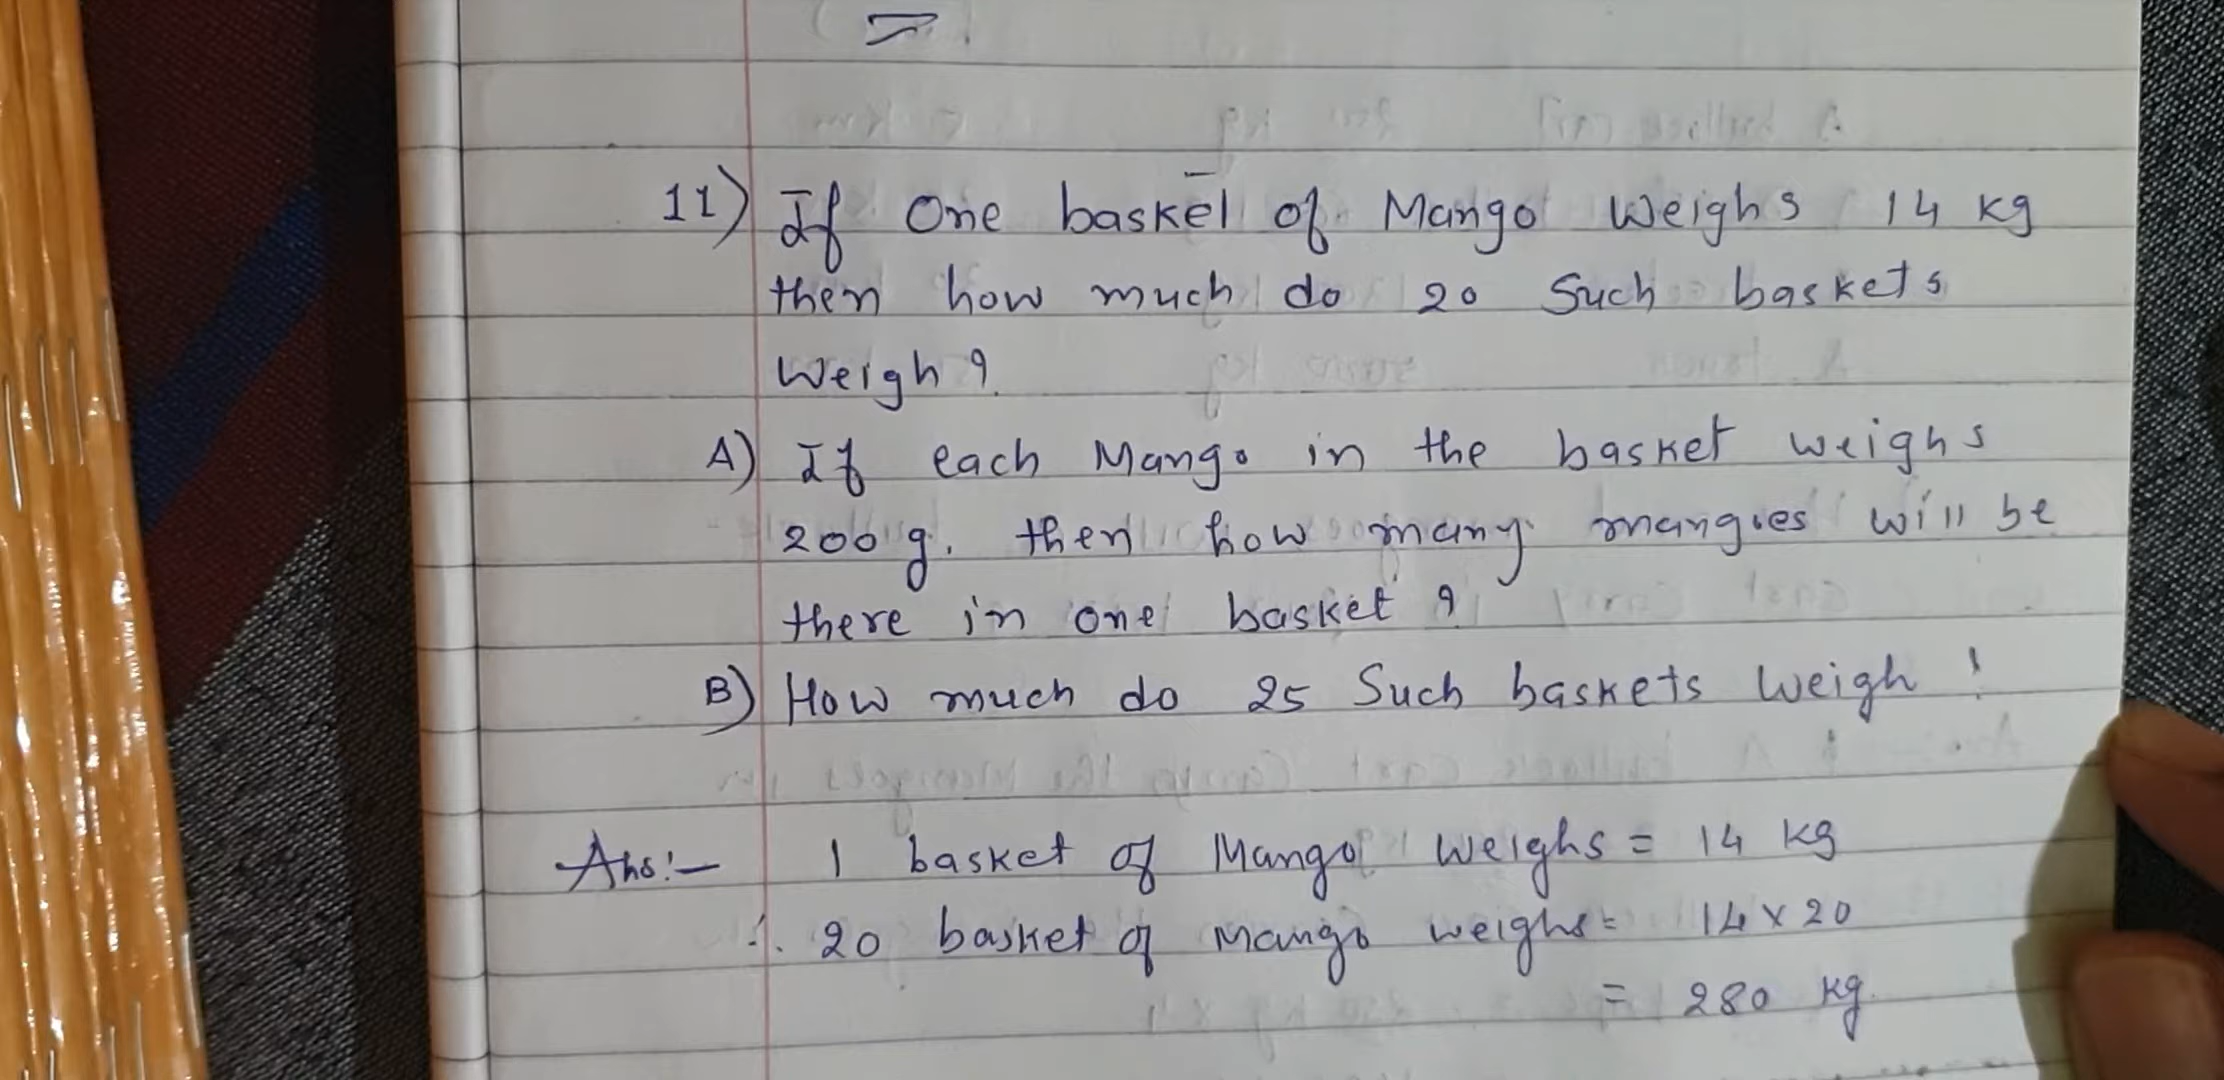 11) If One basket of Mango Weighs 14 kg
then how much do 20 Such baskets
Weigh ?
A) If each Mango in the basket weighs
200 g. then how many mangoes will be
there in one basket ?
B) How much do 25 Such baskets Weigh !
Ans:- 1 basket of Mango Weighs = 14 kg
∴ 20 basket of Mango weighs = 14 x 20
= 280 kg.